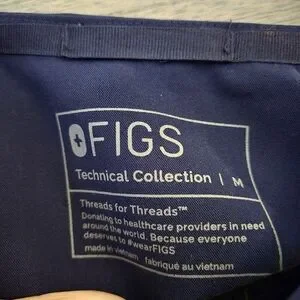 FIGS
Technical Collection | M
Threads for Threads™
Donating to healthcare providers in need
around the world. Because everyone
deserves to #wearFIGS
made in vietnam fabriqué au vietnam